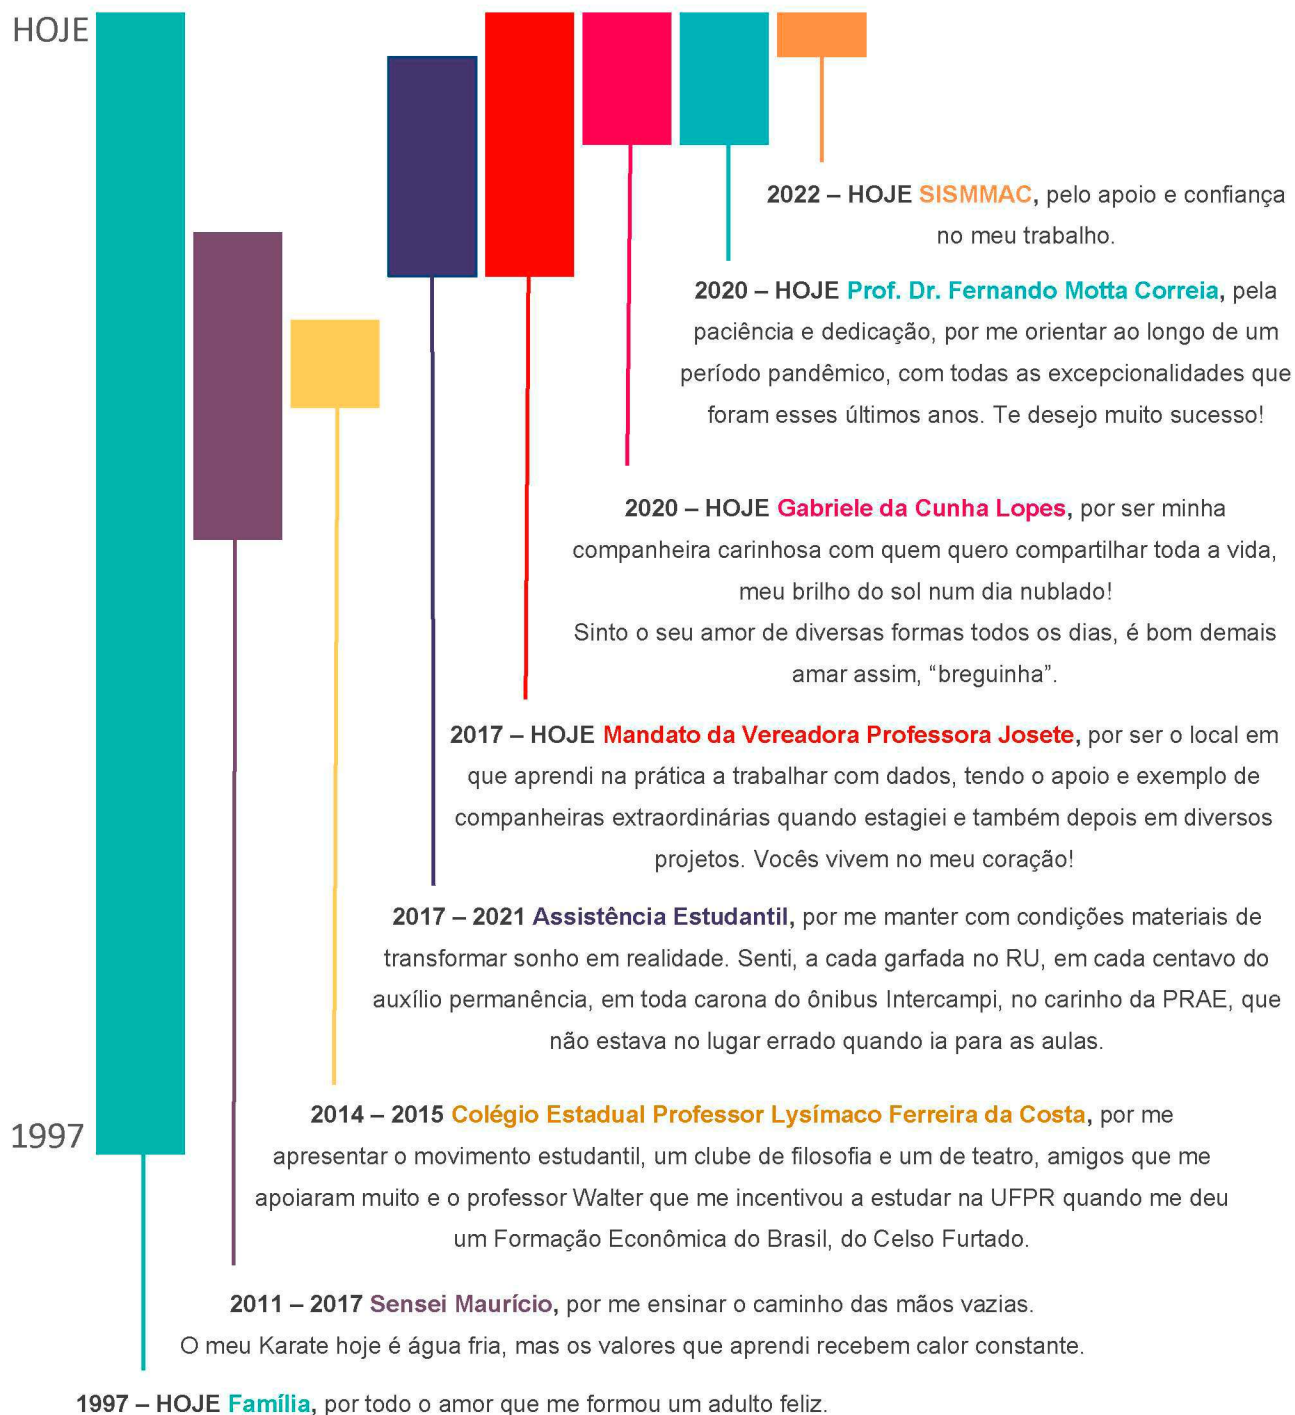 HOJE
2022 – HOJE SISMMAC, pelo apoio e confiança
no meu trabalho.
2020 – HOJE Prof. Dr. Fernando Motta Correia, pela
paciência e dedicação, por me orientar ao longo de um
período pandêmico, com todas as excepcionalidades que
foram esses últimos anos. Te desejo muito sucesso!
2020 – HOJE Gabriele da Cunha Lopes, por ser minha
companheira carinhosa com quem quero compartilhar toda a vida,
meu brilho do sol num dia nublado!
Sinto o seu amor de diversas formas todos os dias, é bom demais
amar assim, “breguinha”.
2017 – HOJE Mandato da Vereadora Professora Josete, por ser o local em
que aprendi na prática a trabalhar com dados, tendo o apoio e exemplo de
companheiras extraordinárias quando estagiei e também depois em diversos
projetos. Vocês vivem no meu coração!
2017 – 2021 Assistência Estudantil, por me manter com condições materiais de
transformar sonho em realidade. Senti, a cada garfada no RU, em cada centavo do
auxílio permanência, em toda carona do ônibus Intercampi, no carinho da PRAE, que
não estava no lugar errado quando ia para as aulas.
1997
2014 – 2015 Colégio Estadual Professor Lysímaco Ferreira da Costa, por me
apresentar o movimento estudantil, um clube de filosofia e um de teatro, amigos que me
apoiaram muito e o professor Walter que me incentivou a estudar na UFPR quando me deu
um Formação Econômica do Brasil, do Celso Furtado.
2011 – 2017 Sensei Maurício, por me ensinar o caminho das mãos vazias.
O meu Karate hoje é água fria, mas os valores que aprendi recebem calor constante.
1997 – HOJE Família, por todo o amor que me formou um adulto feliz.